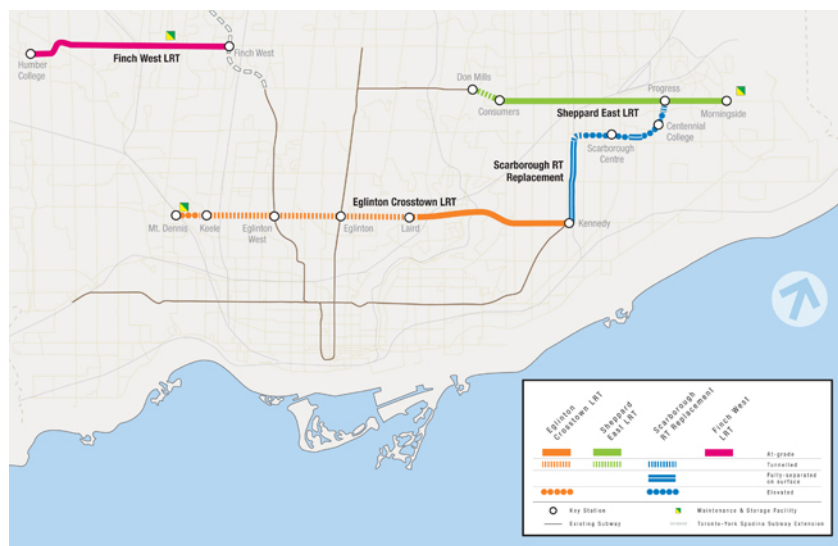 Humber
College
Finch West LRT
Finch West
Don Mills
Consumers
Progress
Sheppard East LRT
Morningside
Centennial
College
Scarborough
Centre
Scarborough RT
Replacement
Eglinton Crosstown LRT
Mt. Dennis
Keele
Eglinton
West
Eglinton
Laird
Kennedy
Eglinton
Crosstown LRT
Sheppard
East LRT
Scarborough
RT Replacement
Finch West
LRT
At-grade
Tunnelled
Fully-separated
on surface
Elevated
Key Station
Maintenance & Storage Facility
Existing Subway
Toronto-York Spadina Subway Extension